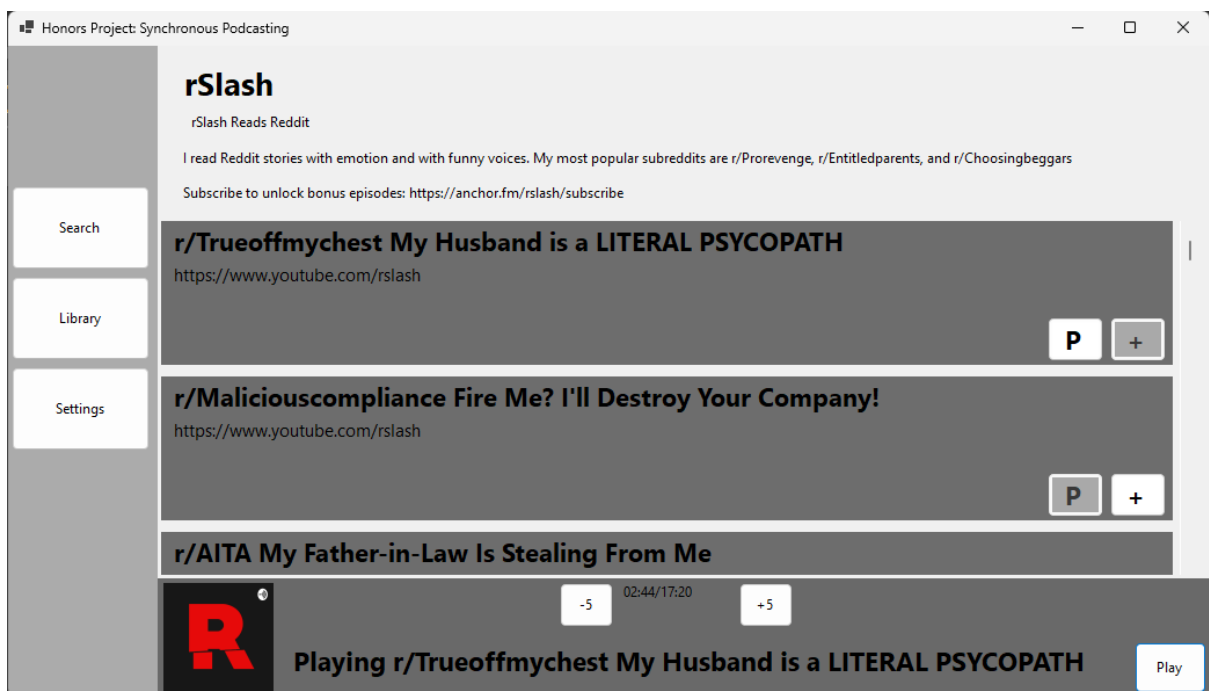 Honors Project: Synchronous Podcasting
rSlash
rSlash Reads Reddit
I read Reddit stories with emotion and with funny voices. My most popular subreddits are r/Prorevenge, r/Entitledparents, and r/Choosingbeggars
Subscribe to unlock bonus episodes: https://anchor.fm/rslash/subscribe
Search
Library
Settings
r/Trueoffmychest My Husband is a LITERAL PSYCOPATH
https://www.youtube.com/rslash
P +
r/Maliciouscompliance Fire Me? I'll Destroy Your Company!
https://www.youtube.com/rslash
P +
r/AITA My Father-in-Law Is Stealing From Me
R
-5 02:44/17:20 +5
Playing r/Trueoffmychest My Husband is a LITERAL PSYCOPATH
Play